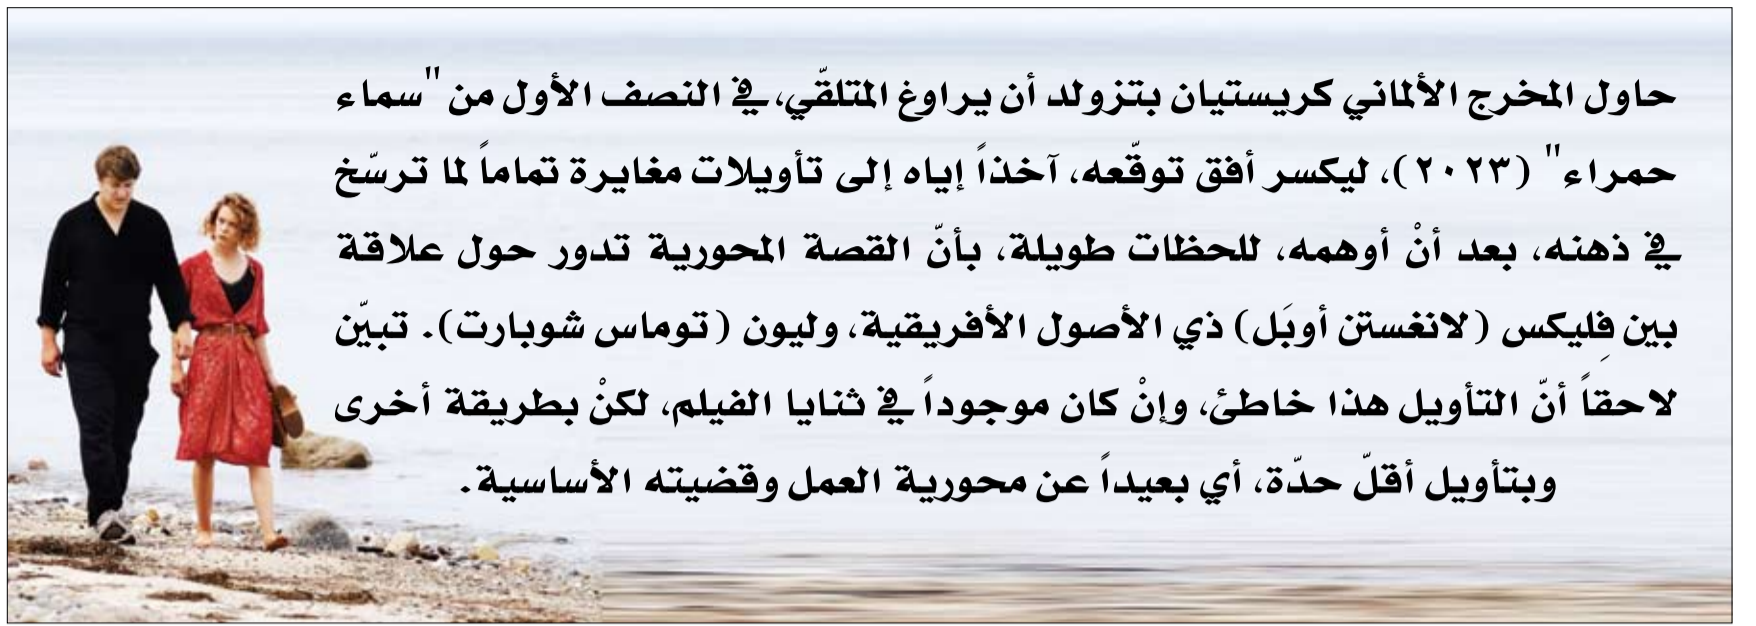 حاول المخرج الألماني كريستيان بتزولد أن يراوغ المتلقّي، في النصف الأول من "سماء
حمراء" (٢٠٢٣)، ليكسر أفق توقّعه، آخذاً إياه إلى تأويلات مغايرة تماماً لما ترسّخ
في ذهنه، بعد أنْ أوهمه، للحظات طويلة، بأنّ القصة المحورية تدور حول علاقة
بين فِليكس (لانغستن أوبَل) ذي الأصول الأفريقية، وليون (توماس شوبارت). تبيّن
لاحقاً أنّ التأويل هذا خاطئ، وإنْ كان موجوداً في ثنايا الفيلم، لكنْ بطريقة أخرى
وبتأويل أقلّ حدّة، أي بعيداً عن محورية العمل وقضيته الأساسية.